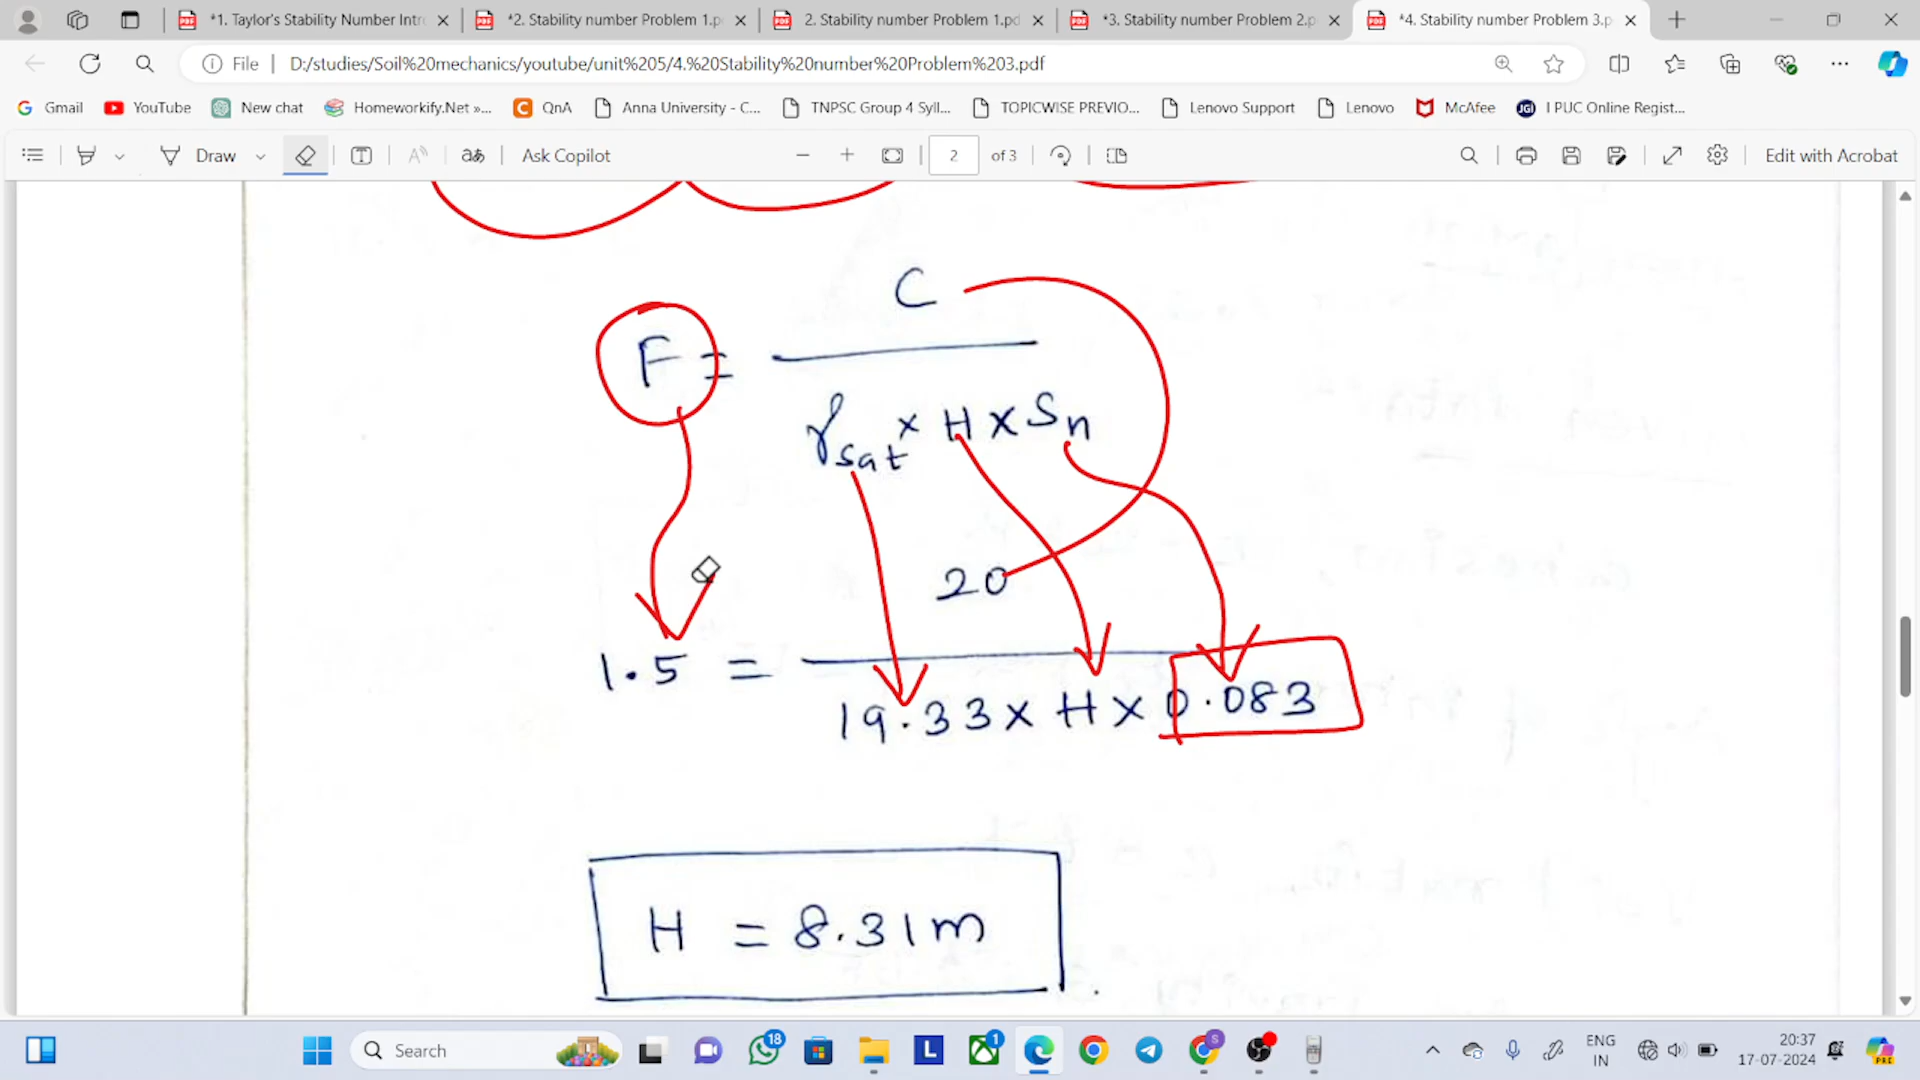 *1. Taylor's Stability Number Intr
*2. Stability number Problem 1.p
2. Stability number Problem 1.pd
*3. Stability number Problem 2.p
*4. Stability number Problem 3.p
File
D:/studies/Soil%20mechanics/youtube/unit%205/4.%20Stability%20number%20Problem%203.pdf
Gmail YouTube New chat Homeworkify.Net »... QnA Anna University - C... TNPSC Group 4 Syll... TOPICWISE PREVIO... Lenovo Support Lenovo McAfee I PUC Online Regist...
Draw aあ Ask Copilot 2 of 3 Edit with Acrobat
C
F =
γsat × H × Sn
20
1.5 =
19.33 × H × 0.083
H = 8.31m
Search
18
1
ENG
IN
20:37
17-07-2024